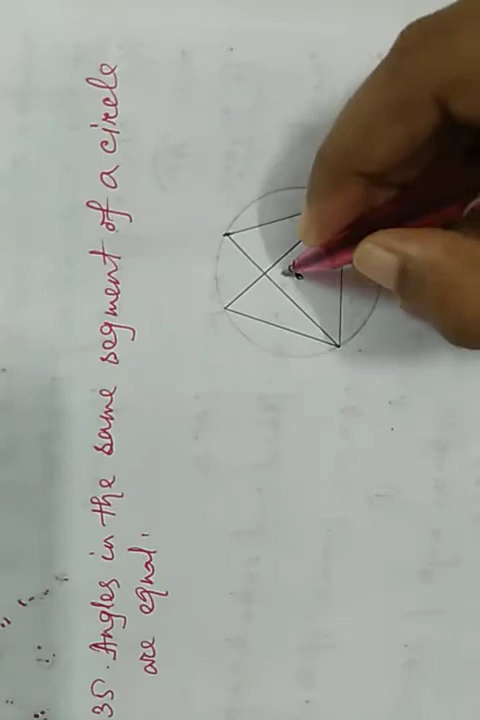 35. Angles in the same segment of a circle
are equal.